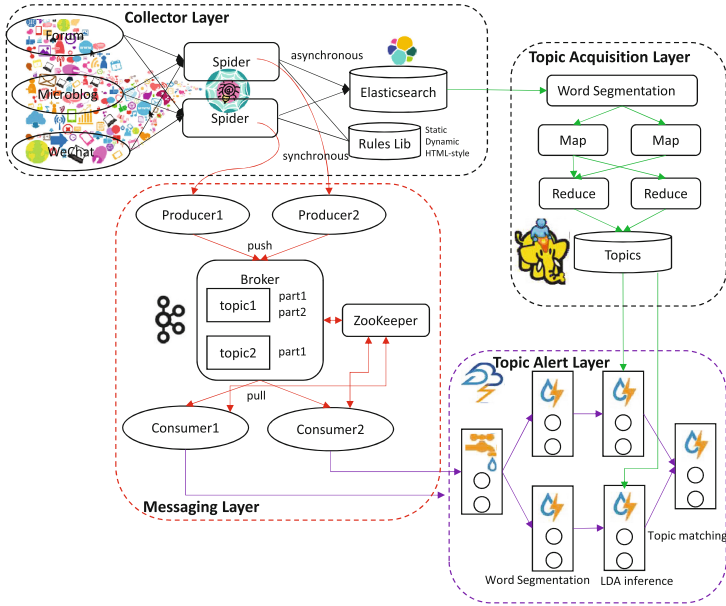 Collector Layer
Forum
Microblog
WeChat
Spider
Spider
asynchronous
synchronous
Elasticsearch
Rules Lib
Static
Dynamic
HTML-style
Topic Acquisition Layer
Word Segmentation
Map
Map
Reduce
Reduce
Topics
Producer1
Producer2
push
Broker
topic1
part1
part2
topic2
part1
ZooKeeper
pull
Consumer1
Consumer2
Messaging Layer
Topic Alert Layer
Topic matching
Word Segmentation
LDA inference